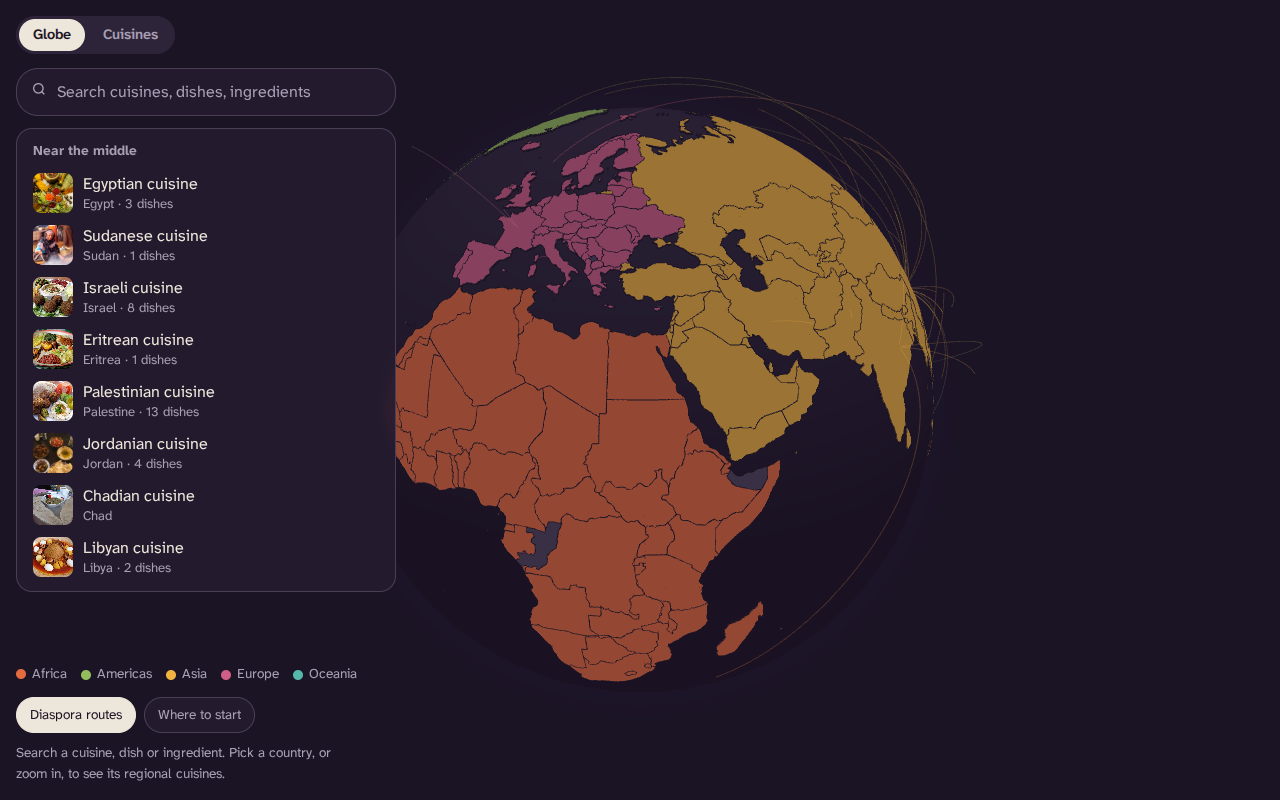 Globe
Cuisines
Search cuisines, dishes, ingredients
Near the middle
Egyptian cuisine
Egypt · 3 dishes
Sudanese cuisine
Sudan · 1 dishes
Israeli cuisine
Israel · 8 dishes
Eritrean cuisine
Eritrea · 1 dishes
Palestinian cuisine
Palestine · 13 dishes
Jordanian cuisine
Jordan · 4 dishes
Chadian cuisine
Chad
Libyan cuisine
Libya · 2 dishes
Africa
Americas
Asia
Europe
Oceania
Diaspora routes
Where to start
Search a cuisine, dish or ingredient. Pick a country, or
zoom in, to see its regional cuisines.